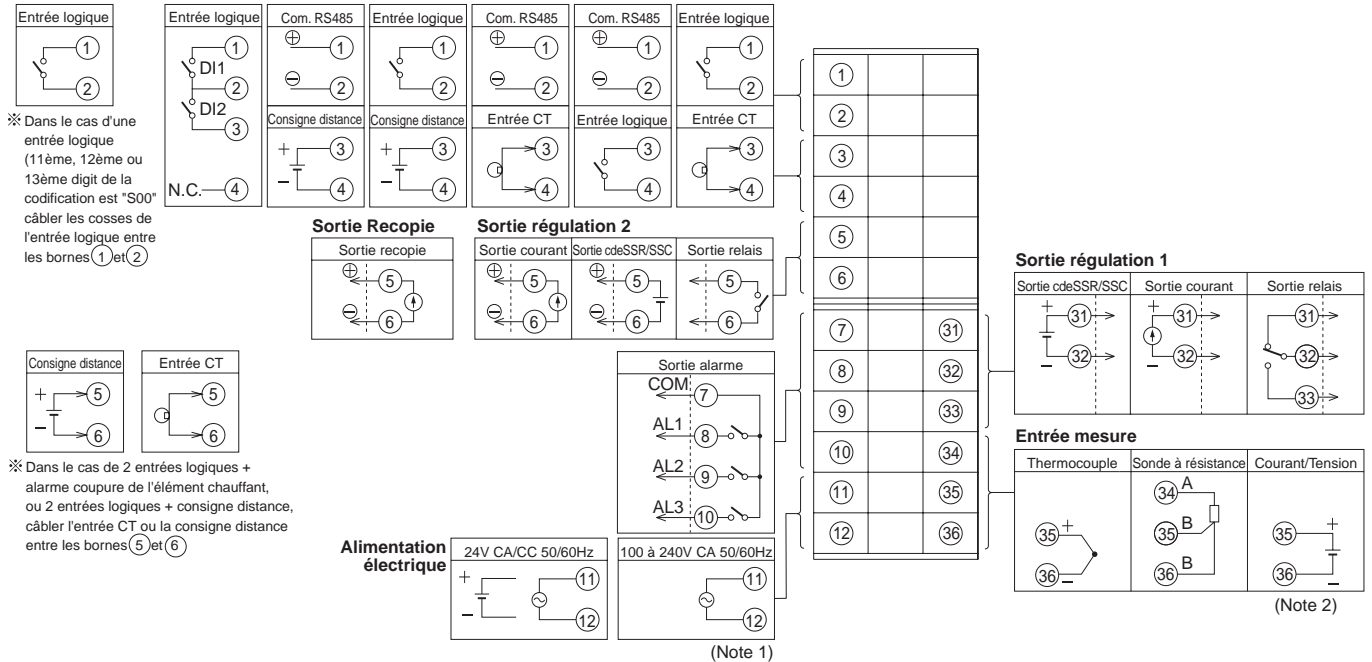 Entrée logique
1
2
※ Dans le cas d'une
entrée logique
(11ème, 12ème ou
13ème digit de la
codification est "S00"
câbler les cosses de
l'entrée logique entre
les bornes 1 et 2
Entrée logique
1
DI1
2
DI2
3
N.C. 4
Com. RS485
⊕ 1
⊖ 2
Consigne distance
+ 3
− 4
Entrée logique
1
2
Consigne distance
+ 3
− 4
Com. RS485
⊕ 1
⊖ 2
Entrée CT
3
4
Com. RS485
⊕ 1
⊖ 2
Entrée logique
3
4
Entrée logique
1
2
Entrée CT
3
4
Sortie Recopie
Sortie recopie
⊕ 5
⊖ 6
Sortie régulation 2
Sortie courant
⊕ 5
⊖ 6
Sortie cdeSSR/SSC
⊕ 5
⊖ 6
Sortie relais
5
6
Consigne distance
+ 5
− 6
Entrée CT
5
6
※ Dans le cas de 2 entrées logiques +
alarme coupure de l'élément chauffant,
ou 2 entrées logiques + consigne distance,
câbler l'entrée CT ou la consigne distance
entre les bornes 5 et 6
Sortie alarme
COM 7
AL1 8
AL2 9
AL3 10
Alimentation
électrique
24V CA/CC 50/60Hz
+ 11
− 12
100 à 240V CA 50/60Hz
11
12
(Note 1)
1
2
3
4
5
6
7 31
8 32
9 33
10 34
11 35
12 36
Sortie régulation 1
Sortie cdeSSR/SSC
+ 31
− 32
Sortie courant
+ 31
− 32
Sortie relais
31
32
33
Entrée mesure
Thermocouple
35 +
36 −
Sonde à résistance
34 A
35 B
36 B
Courant/Tension
35 +
36 −
(Note 2)